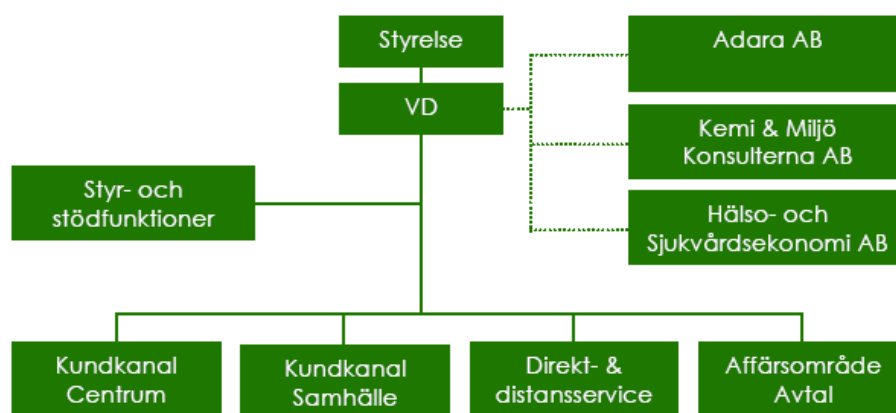 Styrelse
Adara AB
VD
Kemi & Miljö
Konsulterna AB
Styr- och
stödfunktioner
Hälso- och
Sjukvårdsekonomi AB
Kundkanal
Centrum
Kundkanal
Samhälle
Direkt- &
distansservice
Affärsområde
Avtal